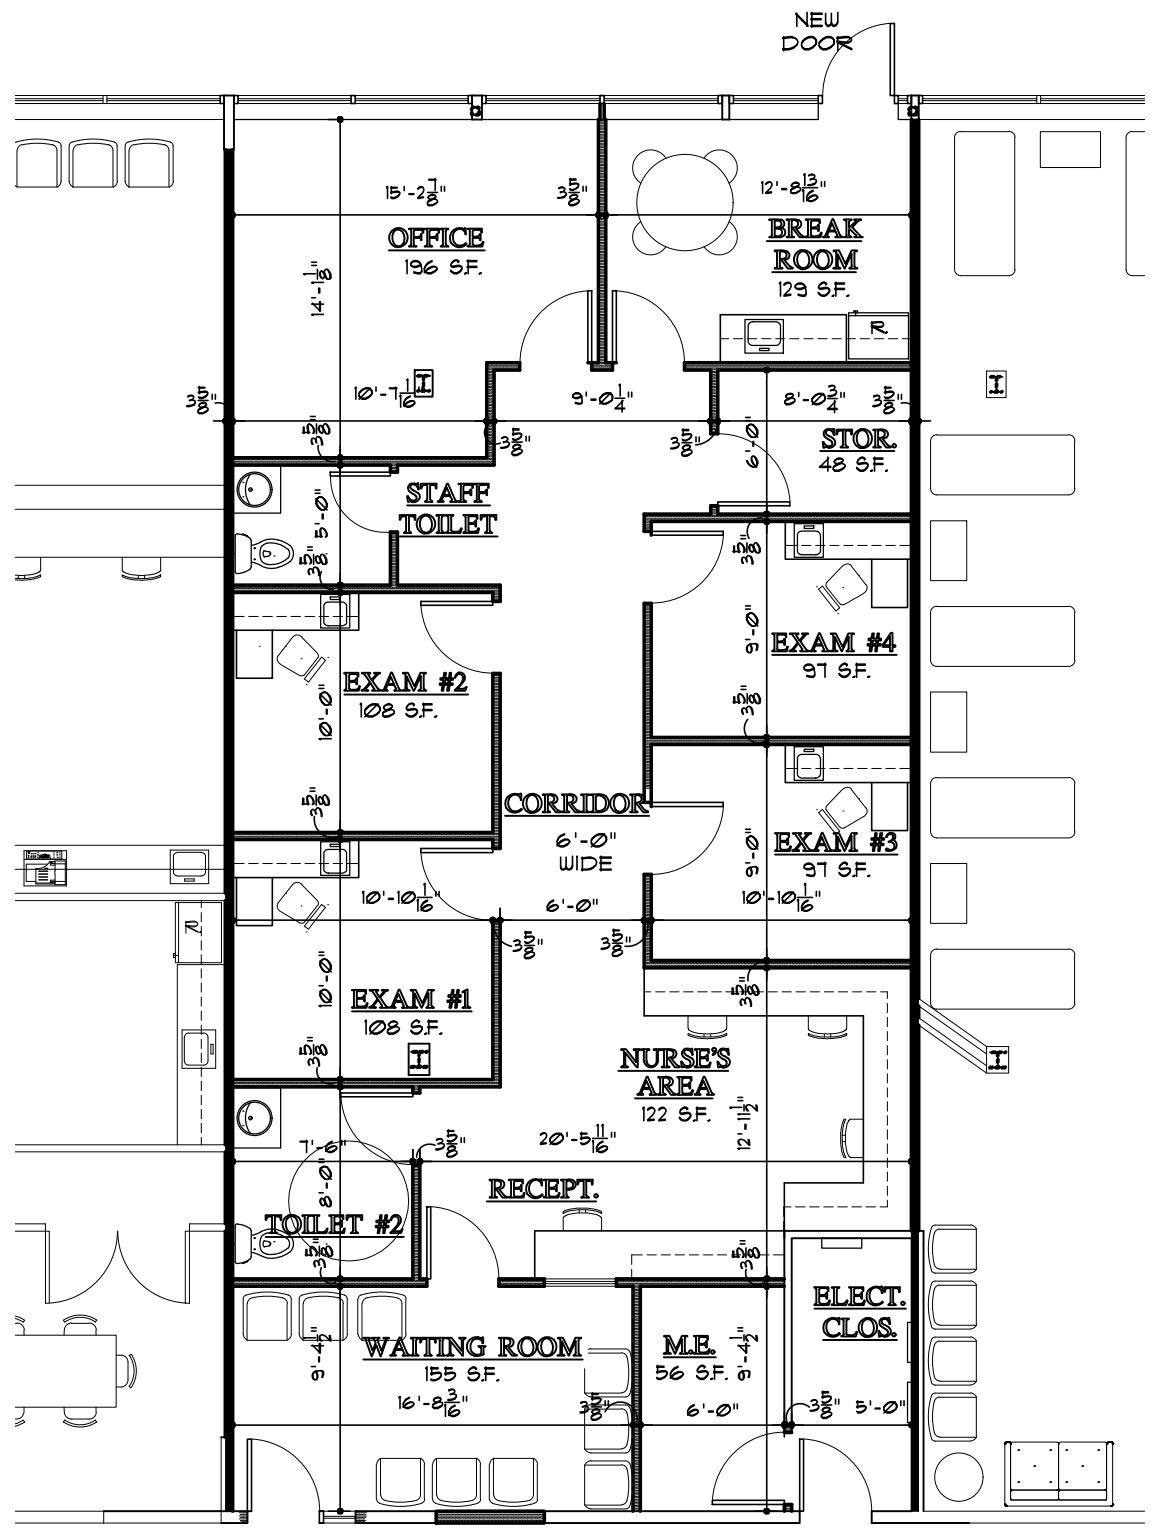 NEW
DOOR
15'-2 7/8"
3 5/8"
12'-8 13/16"
OFFICE
196 S.F.
BREAK
ROOM
129 S.F.
14'-1 1/8"
R
3 5/8"
10'-7 1/16"
9'-0 1/4"
8'-0 3/4"
3 5/8"
3 5/8"
3 5/8"
3 5/8"
6'-0"
STOR.
48 S.F.
STAFF
TOILET
5'-0"
3 5/8"
3 5/8"
9'-0"
EXAM #4
97 S.F.
EXAM #2
108 S.F.
10'-0"
3 5/8"
3 5/8"
CORRIDOR
6'-0"
WIDE
EXAM #3
97 S.F.
9'-0"
10'-10 1/16"
6'-0"
10'-10 1/16"
R
3 5/8"
3 5/8"
10'-0"
3 5/8"
EXAM #1
108 S.F.
3 5/8"
NURSE'S
AREA
122 S.F.
12'-11 1/2"
7'-6"
3 5/8"
20'-5 11/16"
8'-0"
RECEPT.
TOILET #2
3 5/8"
3 5/8"
ELECT.
CLOS.
WAITING ROOM
155 S.F.
M.E.
56 S.F.
9'-4 1/2"
9'-4 1/2"
16'-8 3/16"
3 5/8"
6'-0"
3 5/8"
5'-0"